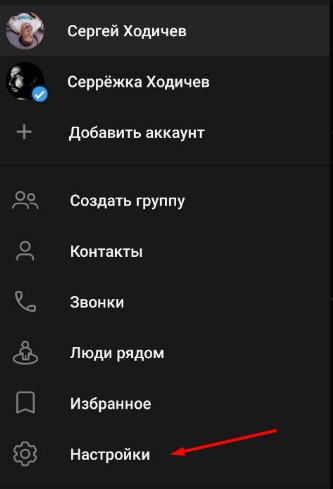 Сергей Ходичев
Серрёжка Ходичев
Добавить аккаунт
Создать группу
Контакты
Звонки
Люди рядом
Избранное
Настройки